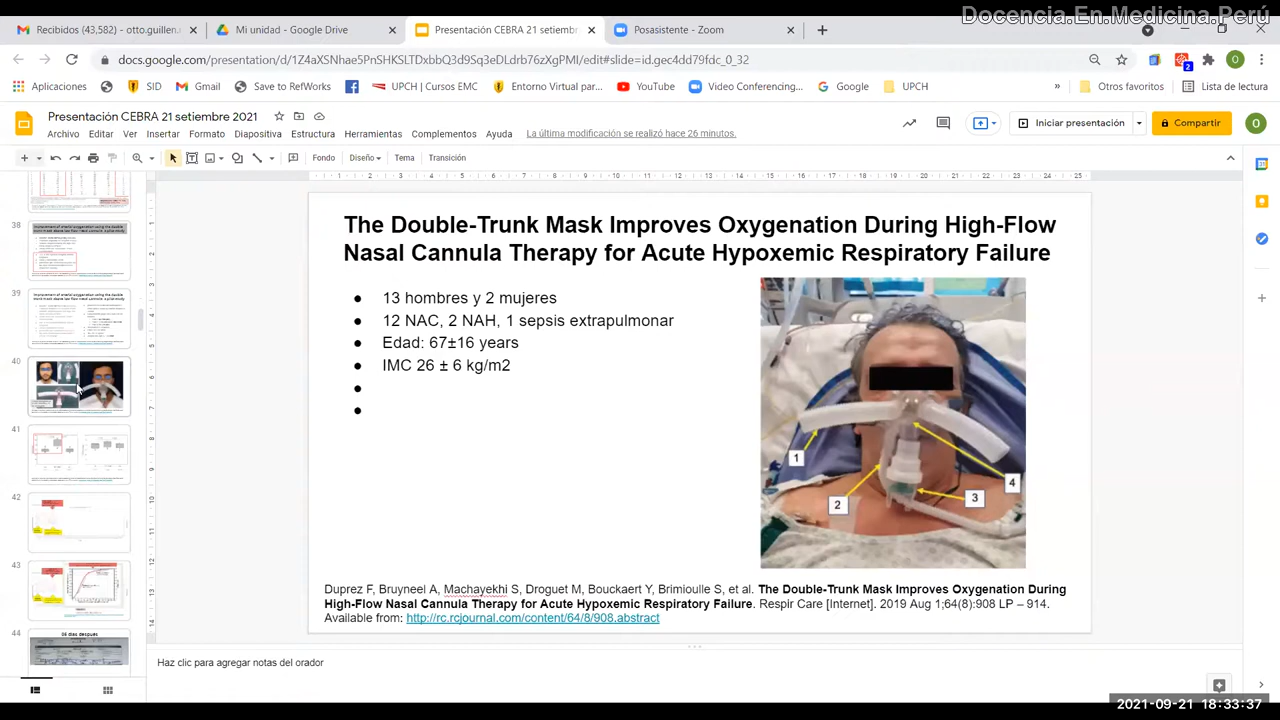 Docencia.En.Medicina.Perú
Recibidos (43,582) - otto.guillen
Mi unidad - Google Drive
Presentación CEBRA 21 setiembr
Posasistente - Zoom
Aplicaciones
SID
Gmail
Save to RefWorks
UPCH | Cursos EMC
Entorno Virtual par...
YouTube
Video Conferencing...
Google
UPCH
Otros favoritos
Lista de lectura
Presentación CEBRA 21 setiembre 2021
Archivo Editar Ver Insertar Formato Diapositiva Estructura Herramientas Complementos Ayuda
La última modificación se realizó hace 26 minutos.
Iniciar presentación
Compartir
Fondo Diseño Tema Transición
The Double-Trunk Mask Improves Oxygenation During High-Flow
Nasal Cannula Therapy for Acute Hypoxemic Respiratory Failure
● 13 hombres y 2 mujeres
● 12 NAC, 2 NAH, 1 sepsis extrapulmonar
● Edad: 67±16 years
● IMC 26 ± 6 kg/m2
●
●
1
2
3
4
Duprez F, Bruyneel A, Machayekhi S, Droguet M, Bouckaert Y, Brimioulle S, et al. The Double-Trunk Mask Improves Oxygenation During
High-Flow Nasal Cannula Therapy for Acute Hypoxemic Respiratory Failure. Respir Care [Internet]. 2019 Aug 1;64(8):908 LP – 914.
Available from: http://rc.rcjournal.com/content/64/8/908.abstract
38
39
40
41
42
43
44
36 días después
Haz clic para agregar notas del orador
2021-09-21 18:33:37